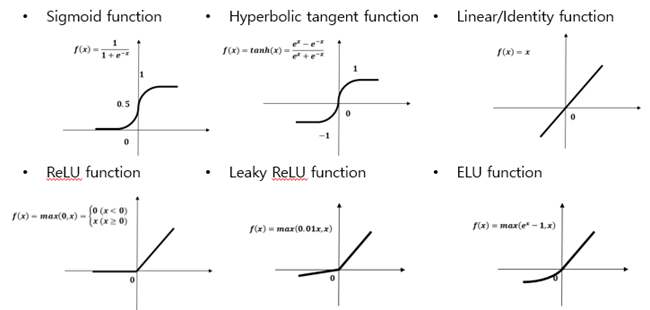 • Sigmoid function
f(x) = 1 / (1 + e^-x)
1
0.5
0
• Hyperbolic tangent function
f(x) = tanh(x) = (e^x - e^-x) / (e^x + e^-x)
1
0
-1
• Linear/Identity function
f(x) = x
0
• ReLU function
f(x) = max(0,x) = {0 (x < 0)
x (x ≥ 0)
0
• Leaky ReLU function
f(x) = max(0.01x,x)
0
• ELU function
f(x) = max(e^x - 1,x)
0